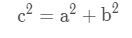 c² = a² + b²